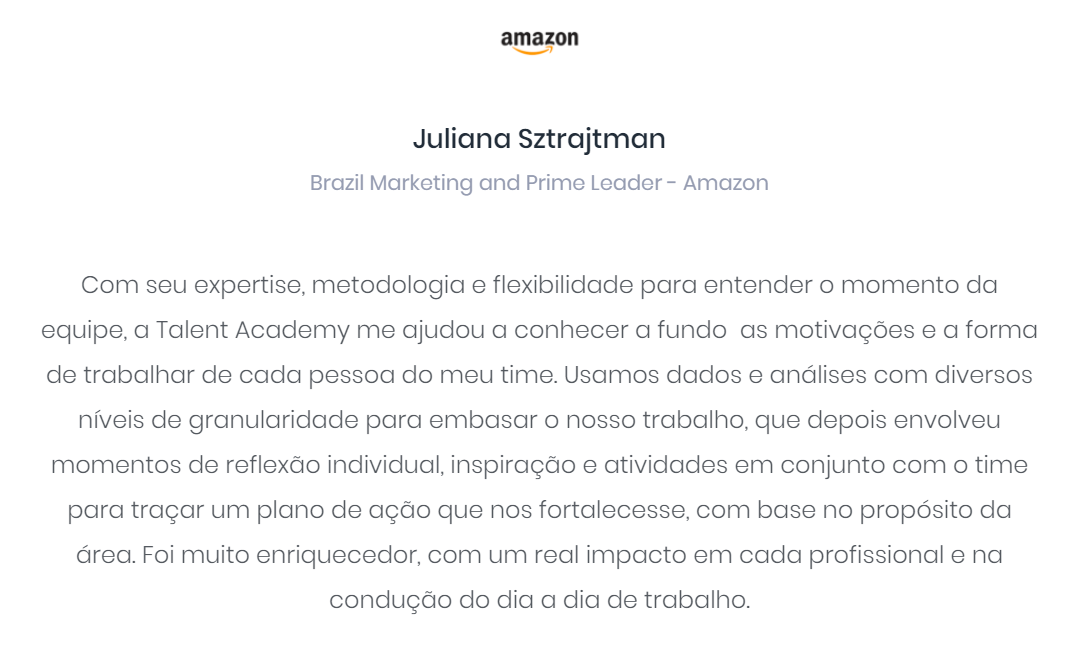 amazon
Juliana Sztrajtman
Brazil Marketing and Prime Leader - Amazon
Com seu expertise, metodologia e flexibilidade para entender o momento da
equipe, a Talent Academy me ajudou a conhecer a fundo  as motivações e a forma
de trabalhar de cada pessoa do meu time. Usamos dados e análises com diversos
níveis de granularidade para embasar o nosso trabalho, que depois envolveu
momentos de reflexão individual, inspiração e atividades em conjunto com o time
para traçar um plano de ação que nos fortalecesse, com base no propósito da
área. Foi muito enriquecedor, com um real impacto em cada profissional e na
condução do dia a dia de trabalho.